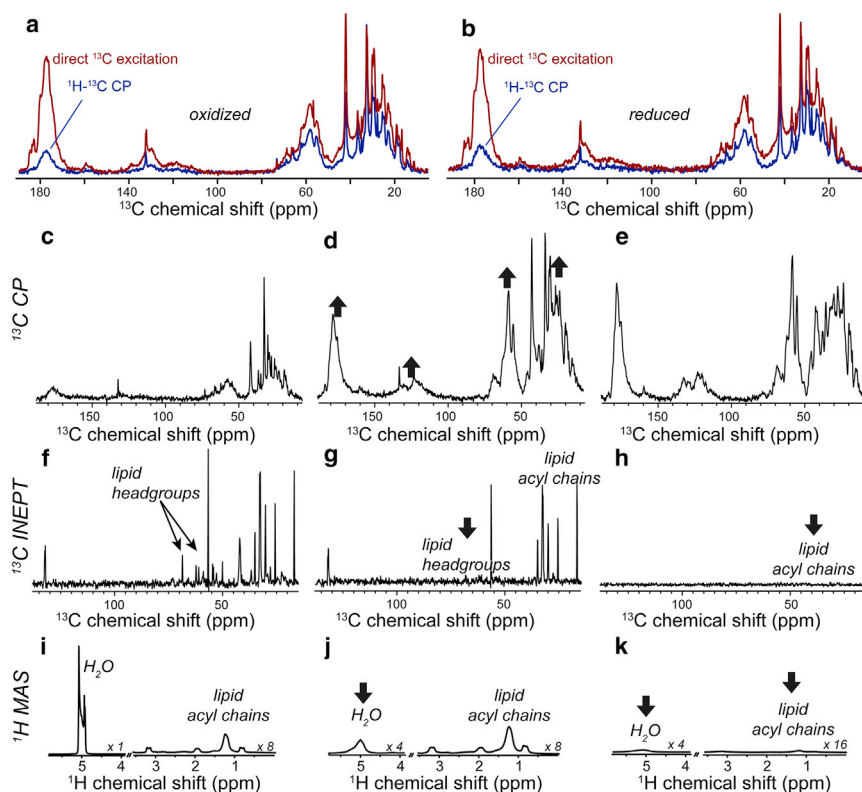 a
direct ¹³C excitation
¹H-¹³C CP
oxidized
180 140 100 60 20
¹³C chemical shift (ppm)
b
direct ¹³C excitation
¹H-¹³C CP
reduced
180 140 100 60 20
¹³C chemical shift (ppm)
¹³C CP
c
150 100 50
¹³C chemical shift (ppm)
d
150 100 50
¹³C chemical shift (ppm)
e
150 100 50
¹³C chemical shift (ppm)
¹³C INEPT
f
lipid
headgroups
100 50
¹³C chemical shift (ppm)
g
lipid
acyl chains
lipid
headgroups
100 50
¹³C chemical shift (ppm)
h
lipid
acyl chains
100 50
¹³C chemical shift (ppm)
¹H MAS
i
H₂O
lipid
acyl chains
x 1
x 8
5 4 3 2 1
¹H chemical shift (ppm)
j
H₂O
lipid
acyl chains
x 4
x 8
5 4 3 2 1
¹H chemical shift (ppm)
k
H₂O
lipid
acyl chains
x 4
x 16
5 4 3 2 1
¹H chemical shift (ppm)